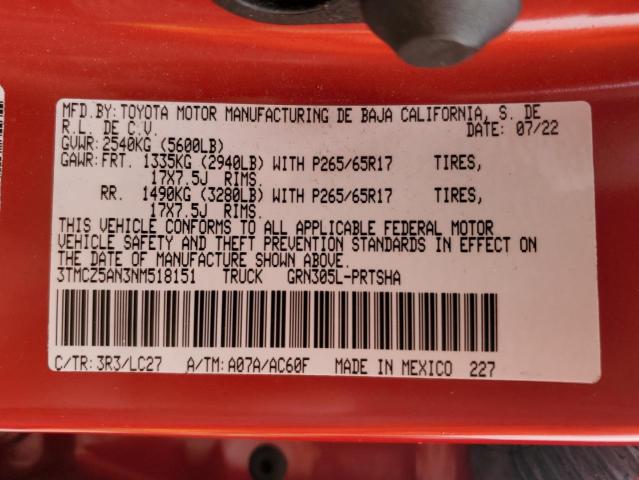 MFD.BY:TOYOTA MOTOR MANUFACTURING DE BAJA CALIFORNIA, S. DE
R.L. DE C.V. DATE: 07/22
GVWR:2540KG (5600LB)
GAWR:FRT. 1335KG (2940LB) WITH P265/65R17 TIRES,
17X7.5J RIMS.
RR. 1490KG (3280LB) WITH P265/65R17 TIRES,
17X7.5J RIMS.
THIS VEHICLE CONFORMS TO ALL APPLICABLE FEDERAL MOTOR
VEHICLE SAFETY AND THEFT PREVENTION STANDARDS IN EFFECT ON
THE DATE OF MANUFACTURE SHOWN ABOVE.
3TMCZ5AN3NM518151 TRUCK GRN305L-PRTSHA
C/TR:3R3/LC27 A/TM:A07A/AC60F MADE IN MEXICO 227